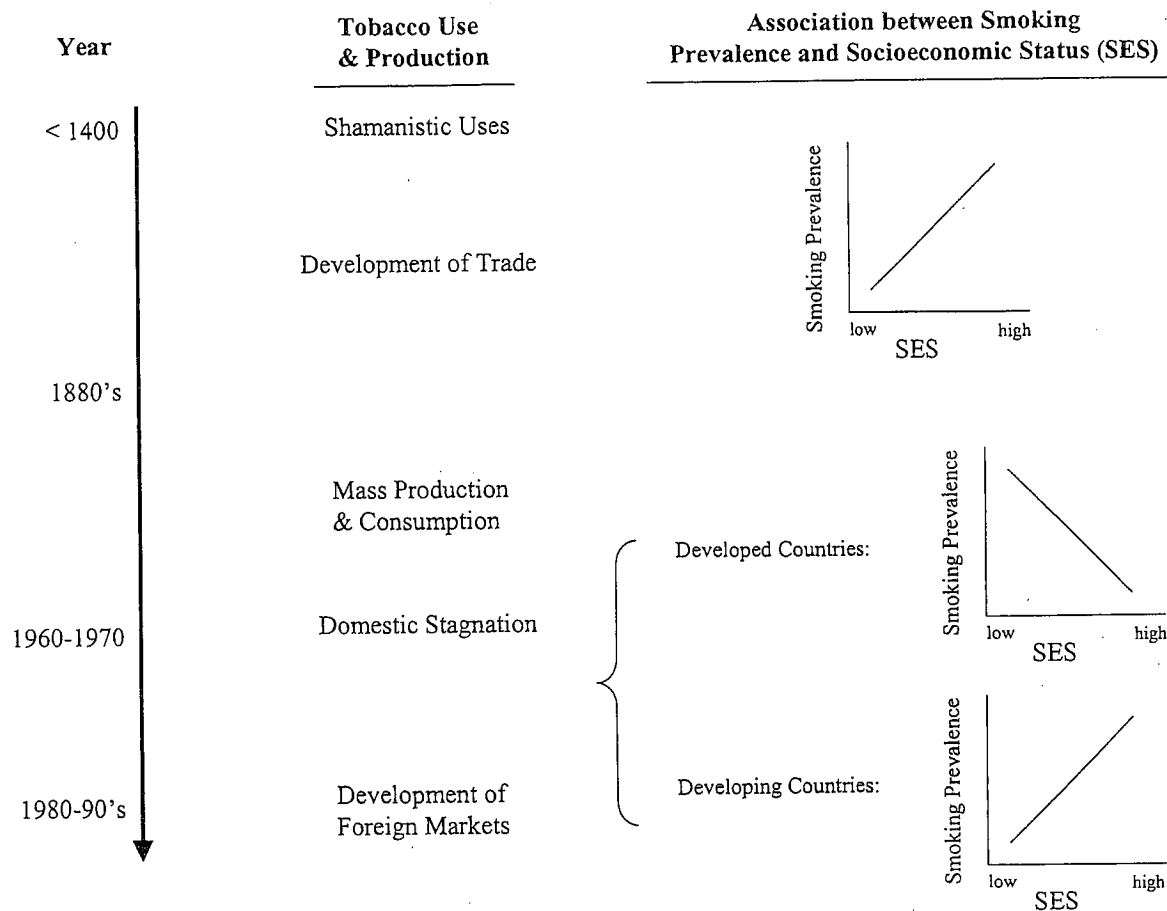 Year
Tobacco Use
& Production
Association between Smoking
Prevalence and Socioeconomic Status (SES)
< 1400
Shamanistic Uses
Smoking Prevalence
low
high
SES
Development of Trade
1880's
Mass Production
& Consumption
Developed Countries:
Smoking Prevalence
low
high
SES
1960-1970
Domestic Stagnation
1980-90's
Development of
Foreign Markets
Developing Countries:
Smoking Prevalence
low
high
SES